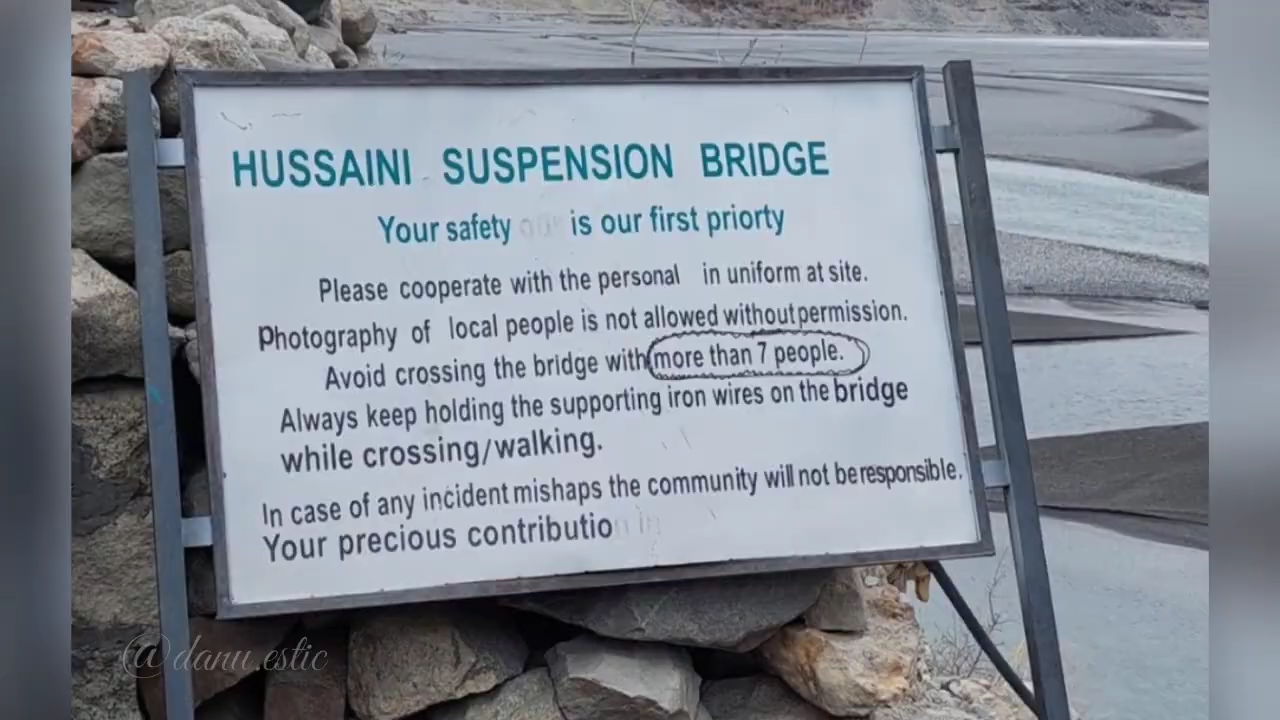 HUSSAINI SUSPENSION BRIDGE
Your safety is our first priorty
Please cooperate with the personal in uniform at site.
Photography of local people is not allowed without permission.
Avoid crossing the bridge with more than 7 people.
Always keep holding the supporting iron wires on the bridge
while crossing/walking.
In case of any incident mishaps the community will not be responsible.
Your precious contribution in
@danu.estic